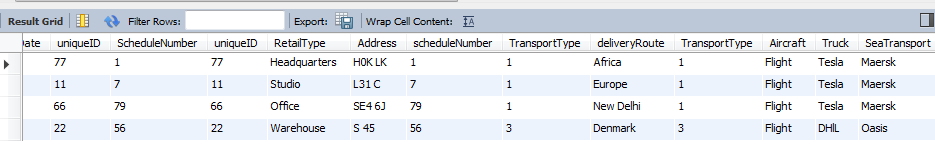 Result Grid Filter Rows: Export: Wrap Cell Content: IA
Date uniqueID ScheduleNumber uniqueID RetailType Address scheduleNumber TransportType deliveryRoute TransportType Aircraft Truck SeaTransport
77 1 77 Headquarters H0K LK 1 1 Africa 1 Flight Tesla Maersk
11 7 11 Studio L31 C 7 1 Europe 1 Flight Tesla Maersk
66 79 66 Office SE4 6J 79 1 New Delhi 1 Flight Tesla Maersk
22 56 22 Warehouse S 45 56 3 Denmark 3 Flight DHlL Oasis